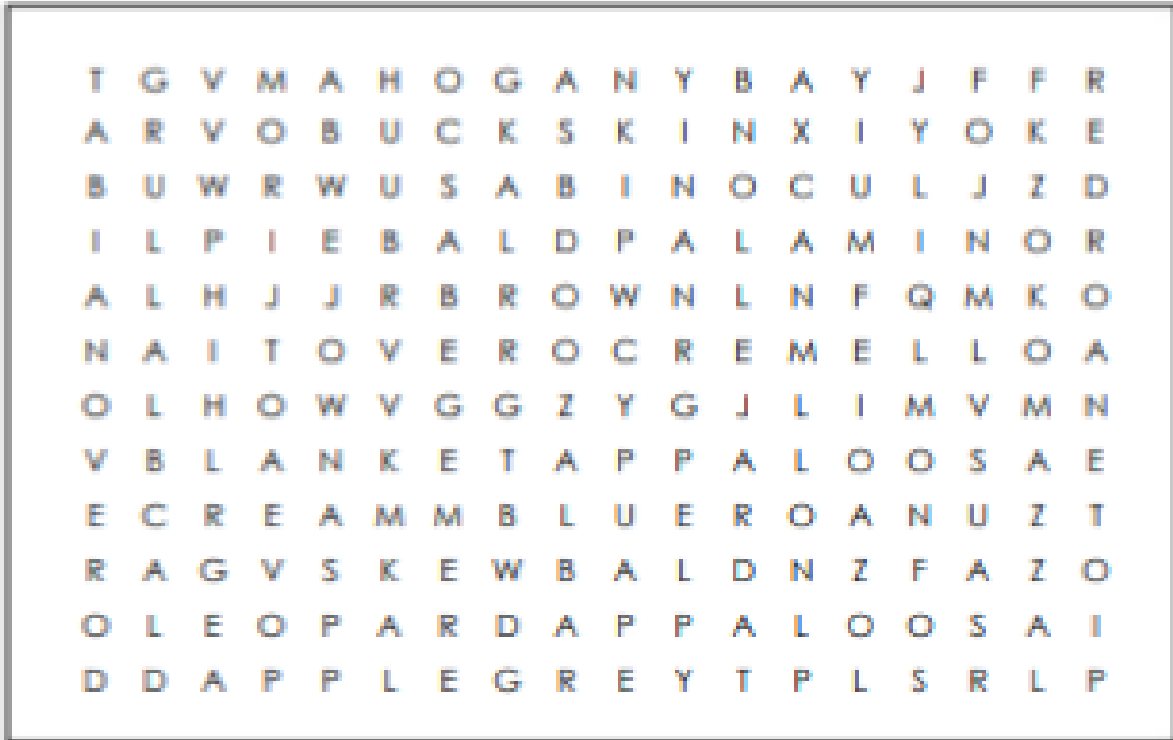 T G V M A H O G A N Y B A Y J F F R
A R V O B U C K S K I N X I Y O K E
B U W R W U S A B I N O C U L J Z D
I L P I E B A L D P A L A M I N O R
A L H J J R B R O W N L N F Q M K O
N A I T O V E R O C R E M E L L O A
O L H O W V G G Z Y G J L I M V M N
V B L A N K E T A P P A L O O S A E
E C R E A M M B L U E R O A N U Z T
R A G V S K E W B A L D N Z F A Z O
O L E O P A R D A P P A L O O S A I
D D A P P L E G R E Y T P L S R L P